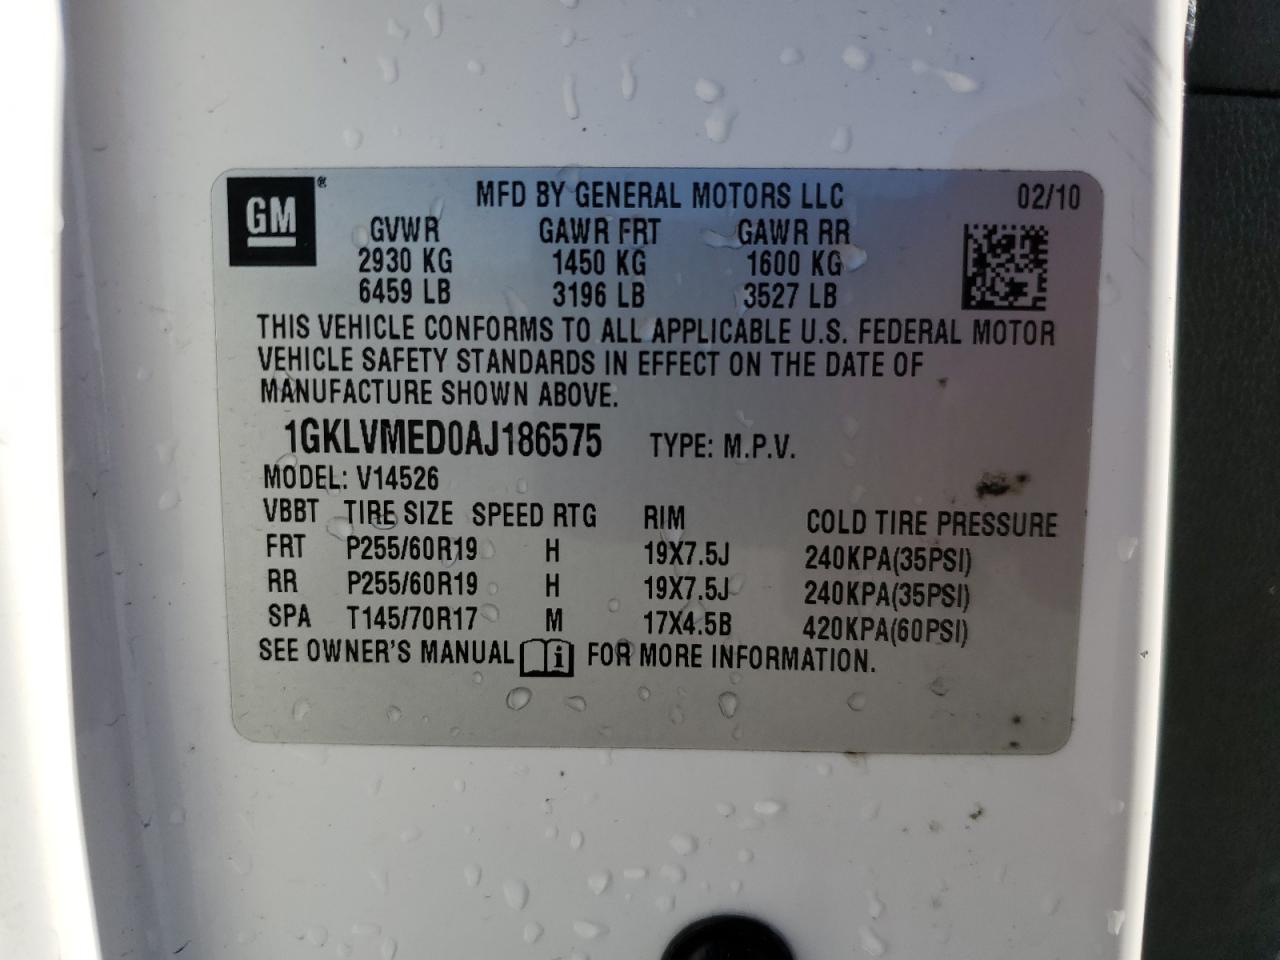 GM®
MFD BY GENERAL MOTORS LLC 02/10
GVWR GAWR FRT GAWR RR
2930 KG 1450 KG 1600 KG
6459 LB 3196 LB 3527 LB
THIS VEHICLE CONFORMS TO ALL APPLICABLE U.S. FEDERAL MOTOR
VEHICLE SAFETY STANDARDS IN EFFECT ON THE DATE OF
MANUFACTURE SHOWN ABOVE.
1GKLVMED0AJ186575 TYPE: M.P.V.
MODEL: V14526
VBBT TIRE SIZE SPEED RTG RIM COLD TIRE PRESSURE
FRT P255/60R19 H 19X7.5J 240KPA(35PSI)
RR P255/60R19 H 19X7.5J 240KPA(35PSI)
SPA T145/70R17 M 17X4.5B 420KPA(60PSI)
SEE OWNER'S MANUAL i FOR MORE INFORMATION.